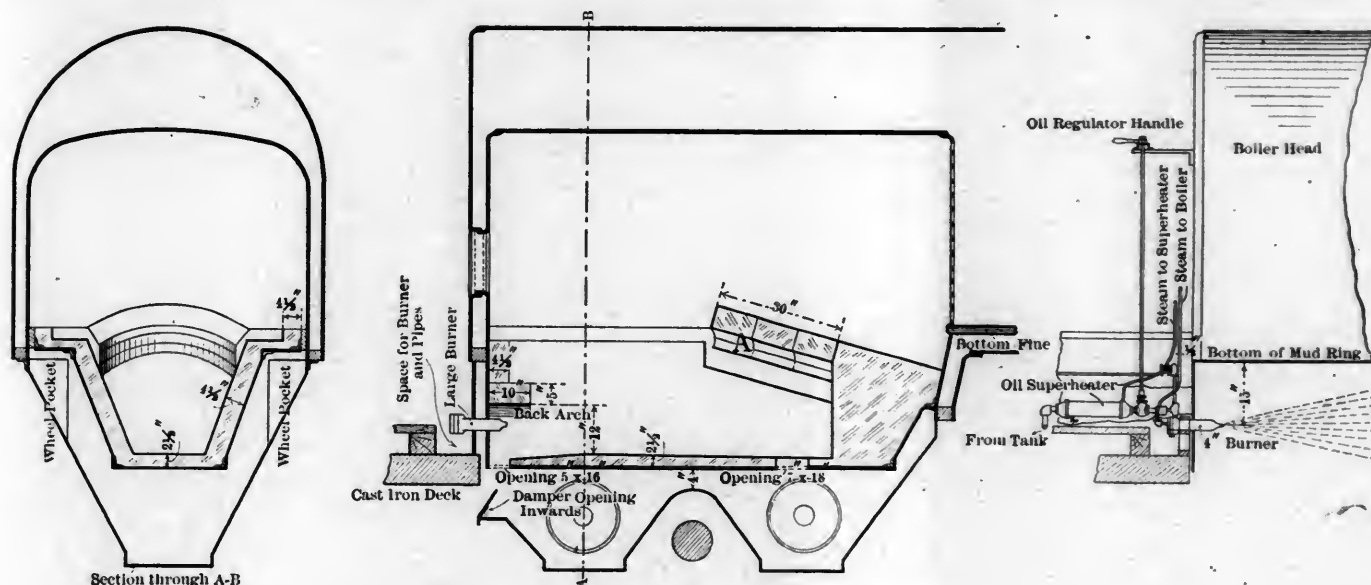 4½"
4½"
2½"
Wheel Pocket
Wheel Pocket
Section through A-B
B
30"
A
4½"
10"
5"
Back Arch
12"
2½"
Space for Burner
and Pipes
Large Burner
Opening 5 x 16
Opening 7 x 18
4"
Cast Iron Deck
Damper Opening
Inwards
A
Bottom Flue
Oil Regulator Handle
Boiler Head
Steam to Superheater
Steam to Boiler
Bottom of Mud Ring
Oil Superheater
15"
From Tank
4"
Burner